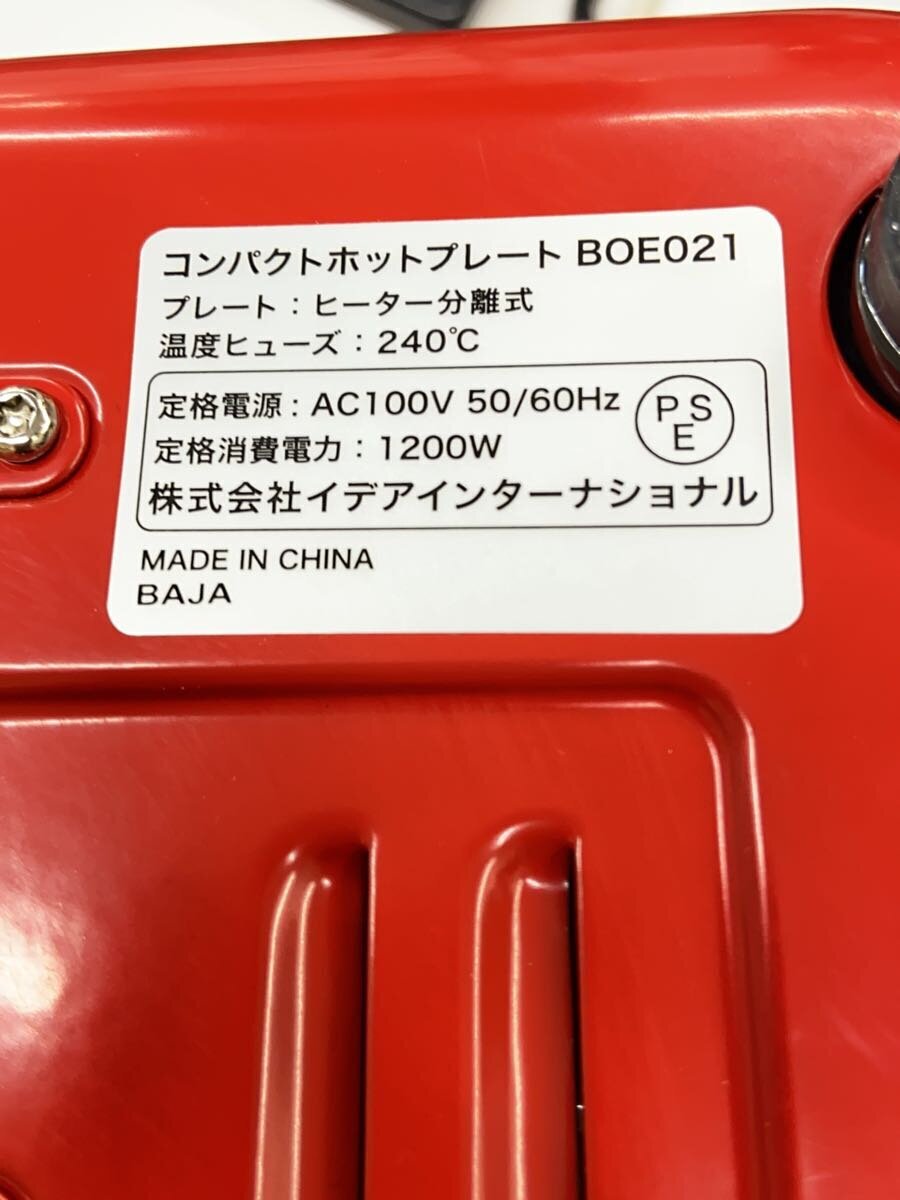 コンパクトホットプレート BOE021
プレート：ヒーター分離式
温度ヒューズ：240℃
定格電源：AC100V 50/60Hz
定格消費電力：1200W
PSE
株式会社イデアインターナショナル
MADE IN CHINA
BAJA